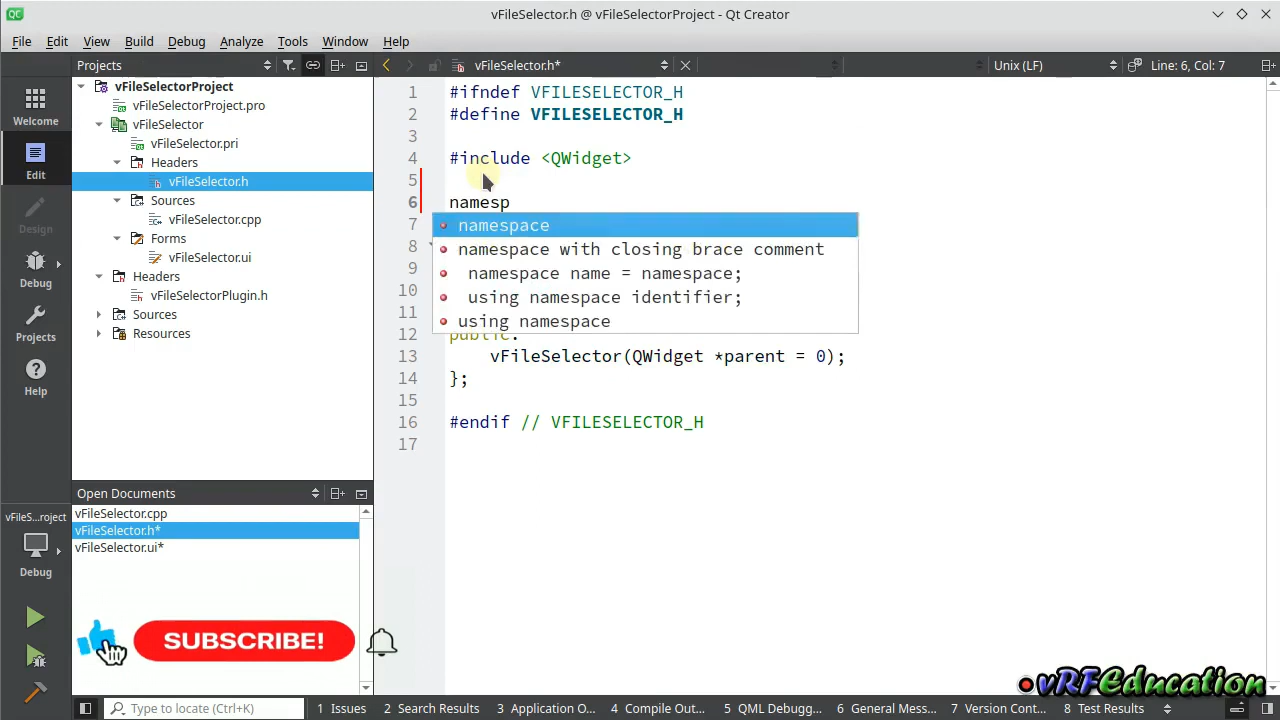 QC
vFileSelector.h @ vFileSelectorProject - Qt Creator
File Edit View Build Debug Analyze Tools Window Help
Projects
vFileSelector.h*
Unix (LF)
Line: 6, Col: 7
Welcome
Edit
Design
Debug
Projects
Help
vFileS...roject
Debug
vFileSelectorProject
vFileSelectorProject.pro
vFileSelector
vFileSelector.pri
Headers
vFileSelector.h
Sources
vFileSelector.cpp
Forms
vFileSelector.ui
Headers
vFileSelectorPlugin.h
Sources
Resources
Open Documents
vFileSelector.cpp
vFileSelector.h*
vFileSelector.ui*
SUBSCRIBE!
1 #ifndef VFILESELECTOR_H
2 #define VFILESELECTOR_H
3
4 #include <QWidget>
5
6 namesp
7 namespace
8 namespace with closing brace comment
9 namespace name = namespace;
10 using namespace identifier;
11 using namespace
12 public:
13 vFileSelector(QWidget *parent = 0);
14 };
15
16 #endif // VFILESELECTOR_H
17
vRFEducation
Type to locate (Ctrl+K)
1 Issues
2 Search Results
3 Application O...
4 Compile Out...
5 QML Debugg...
6 General Mess...
7 Version Cont...
8 Test Results